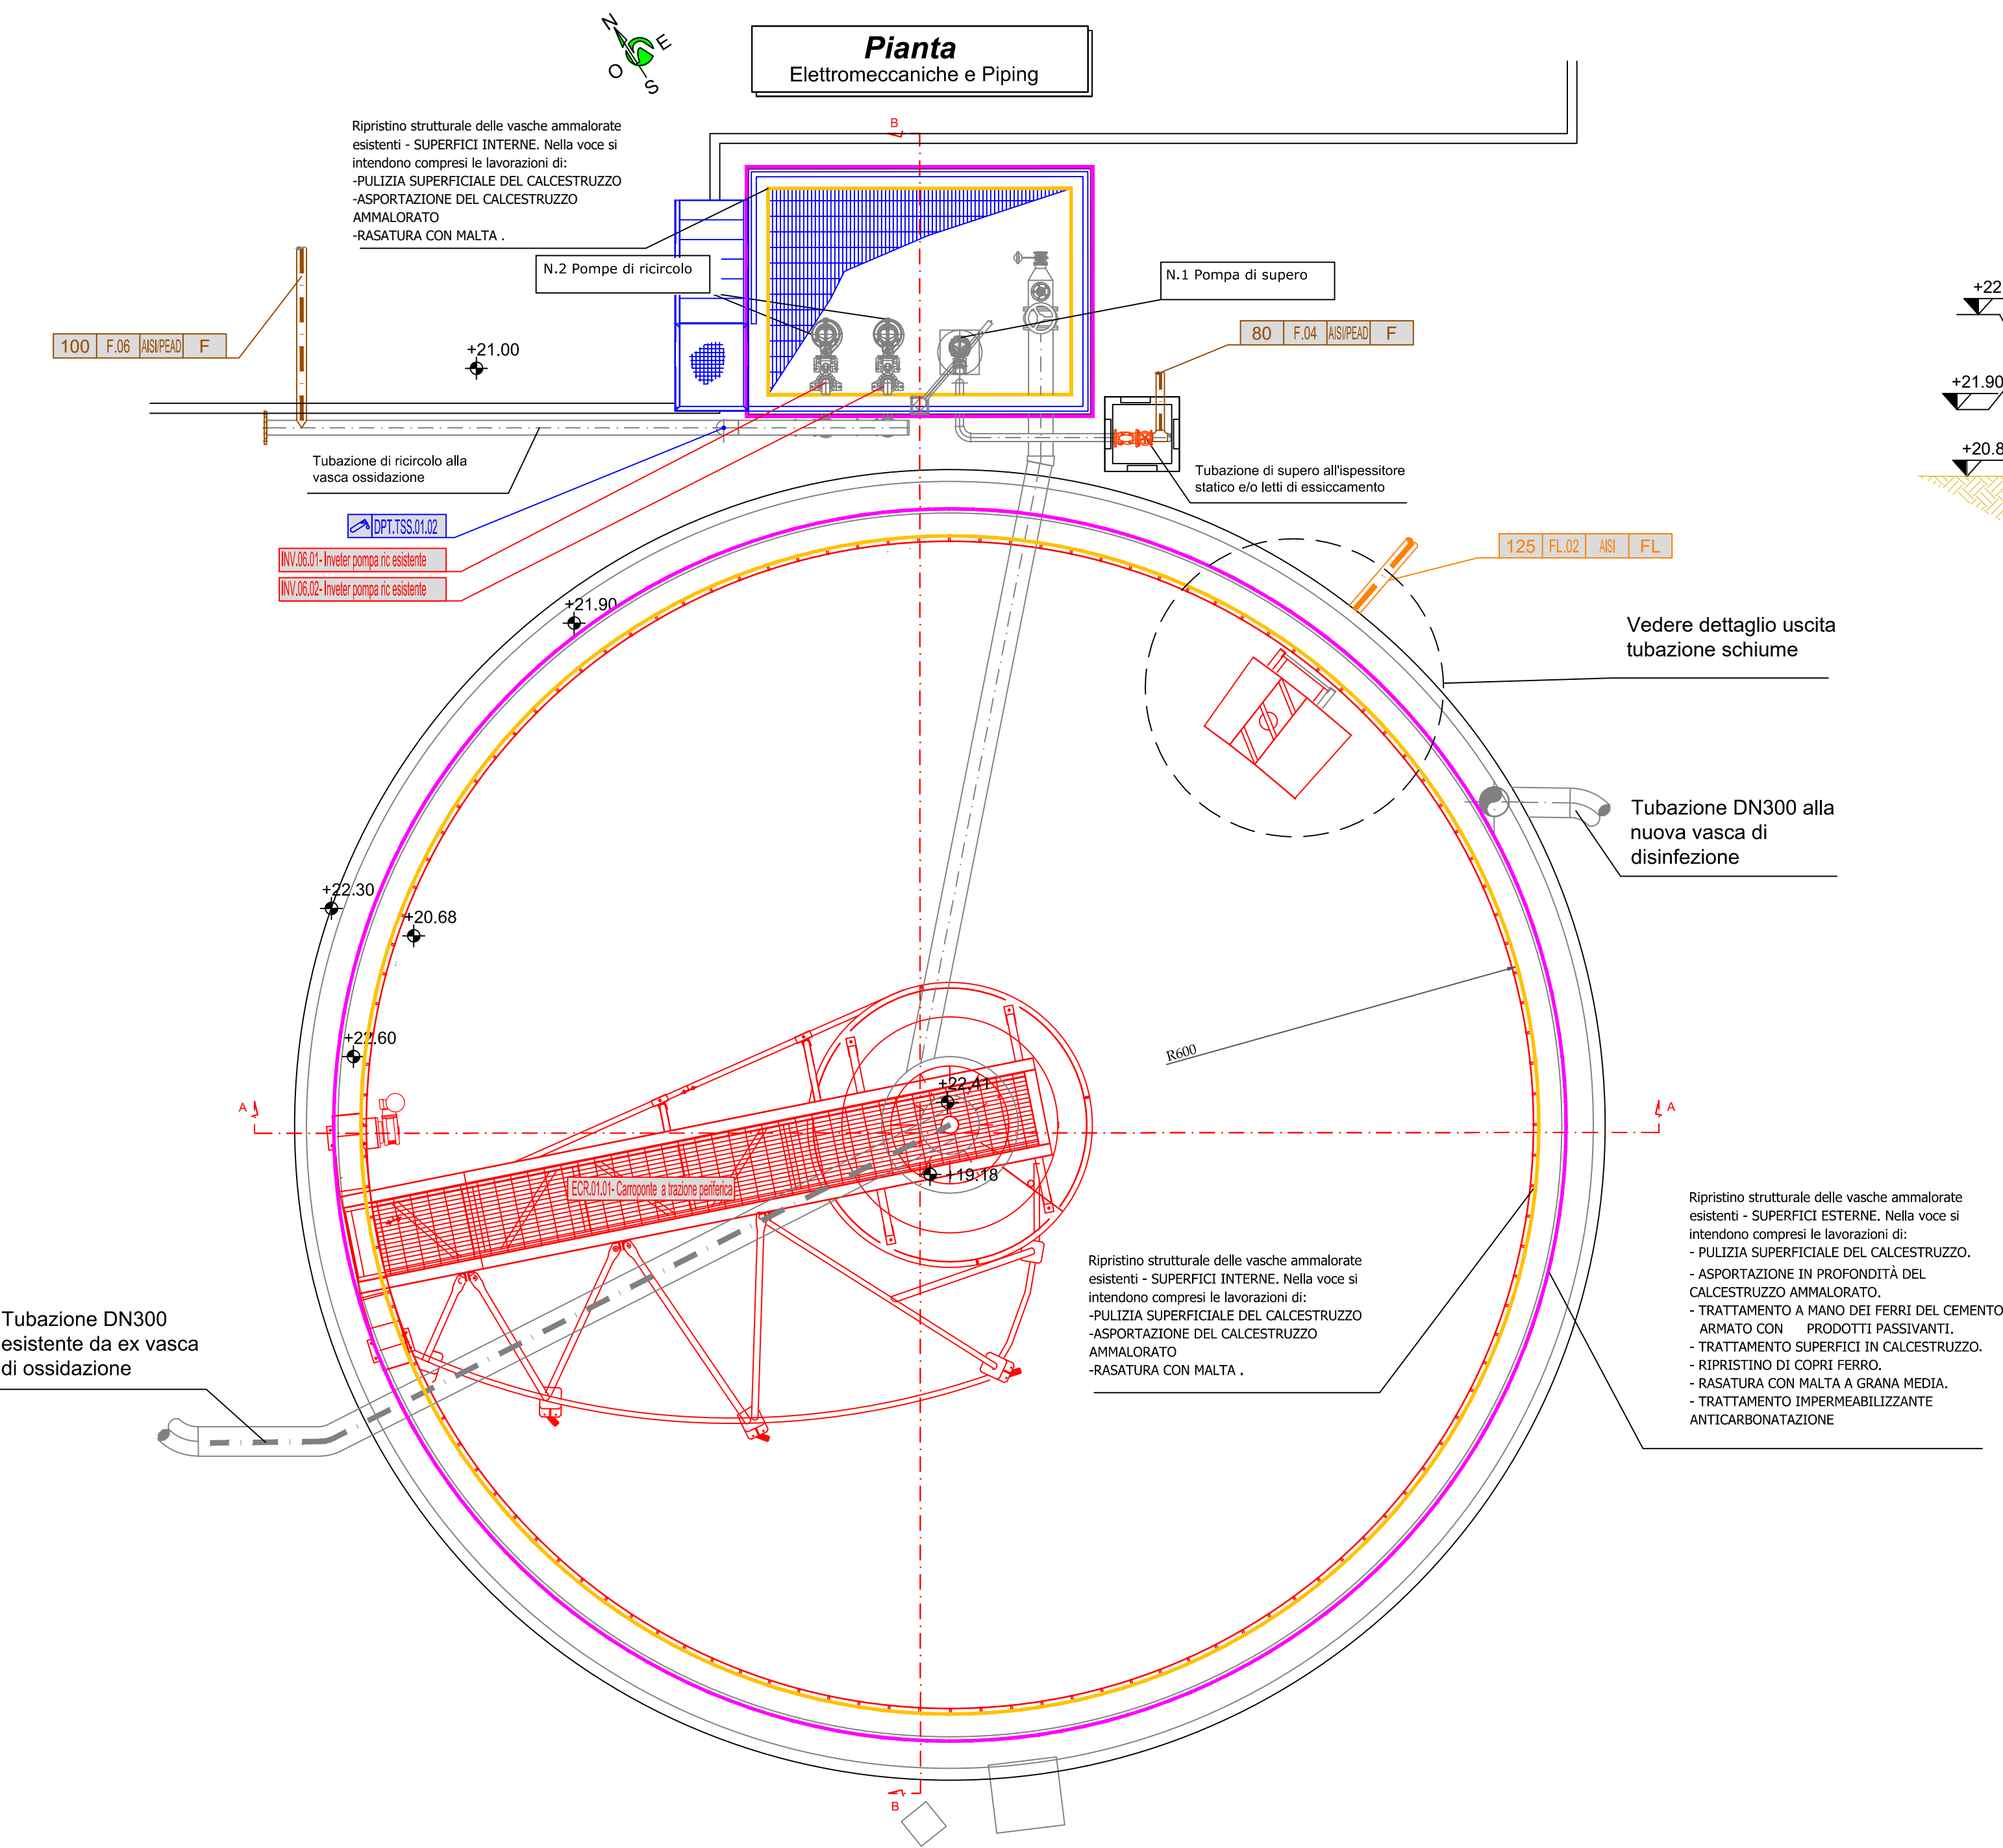 N
E
O
S
Pianta
Elettromeccaniche e Piping
B
Ripristino strutturale delle vasche ammalorate
esistenti - SUPERFICI INTERNE. Nella voce si
intendono compresi le lavorazioni di:
-PULIZIA SUPERFICIALE DEL CALCESTRUZZO
-ASPORTAZIONE DEL CALCESTRUZZO
AMMALORATO
-RASATURA CON MALTA .
N.2 Pompe di ricircolo
N.1 Pompa di supero
+22
100 F.06 AISI/PEAD F
+21.00
80 F.04 AISI/PEAD F
+21.90
+20.8
Tubazione di ricircolo alla
vasca ossidazione
Tubazione di supero all'ispessitore
statico e/o letti di essiccamento
DPT.TSS.01.02
INV.06.01- Inveter pompa ric esistente
INV.06.02- Inveter pompa ric esistente
125 FL.02 AISI FL
+21.90
Vedere dettaglio uscita
tubazione schiume
Tubazione DN300 alla
nuova vasca di
disinfezione
+22.30
+20.68
+22.60
R600
+22.41
A
A
+19.18
ECR.01.01- Carroponte a trazione periferica
Ripristino strutturale delle vasche ammalorate
esistenti - SUPERFICI INTERNE. Nella voce si
intendono compresi le lavorazioni di:
-PULIZIA SUPERFICIALE DEL CALCESTRUZZO
-ASPORTAZIONE DEL CALCESTRUZZO
AMMALORATO
-RASATURA CON MALTA .
Ripristino strutturale delle vasche ammalorate
esistenti - SUPERFICI ESTERNE. Nella voce si
intendono compresi le lavorazioni di:
- PULIZIA SUPERFICIALE DEL CALCESTRUZZO.
- ASPORTAZIONE IN PROFONDITÀ DEL
CALCESTRUZZO AMMALORATO.
- TRATTAMENTO A MANO DEI FERRI DEL CEMENTO
ARMATO CON PRODOTTI PASSIVANTI.
- TRATTAMENTO SUPERFICI IN CALCESTRUZZO.
- RIPRISTINO DI COPRI FERRO.
- RASATURA CON MALTA A GRANA MEDIA.
- TRATTAMENTO IMPERMEABILIZZANTE
ANTICARBONATAZIONE
Tubazione DN300
esistente da ex vasca
di ossidazione
B